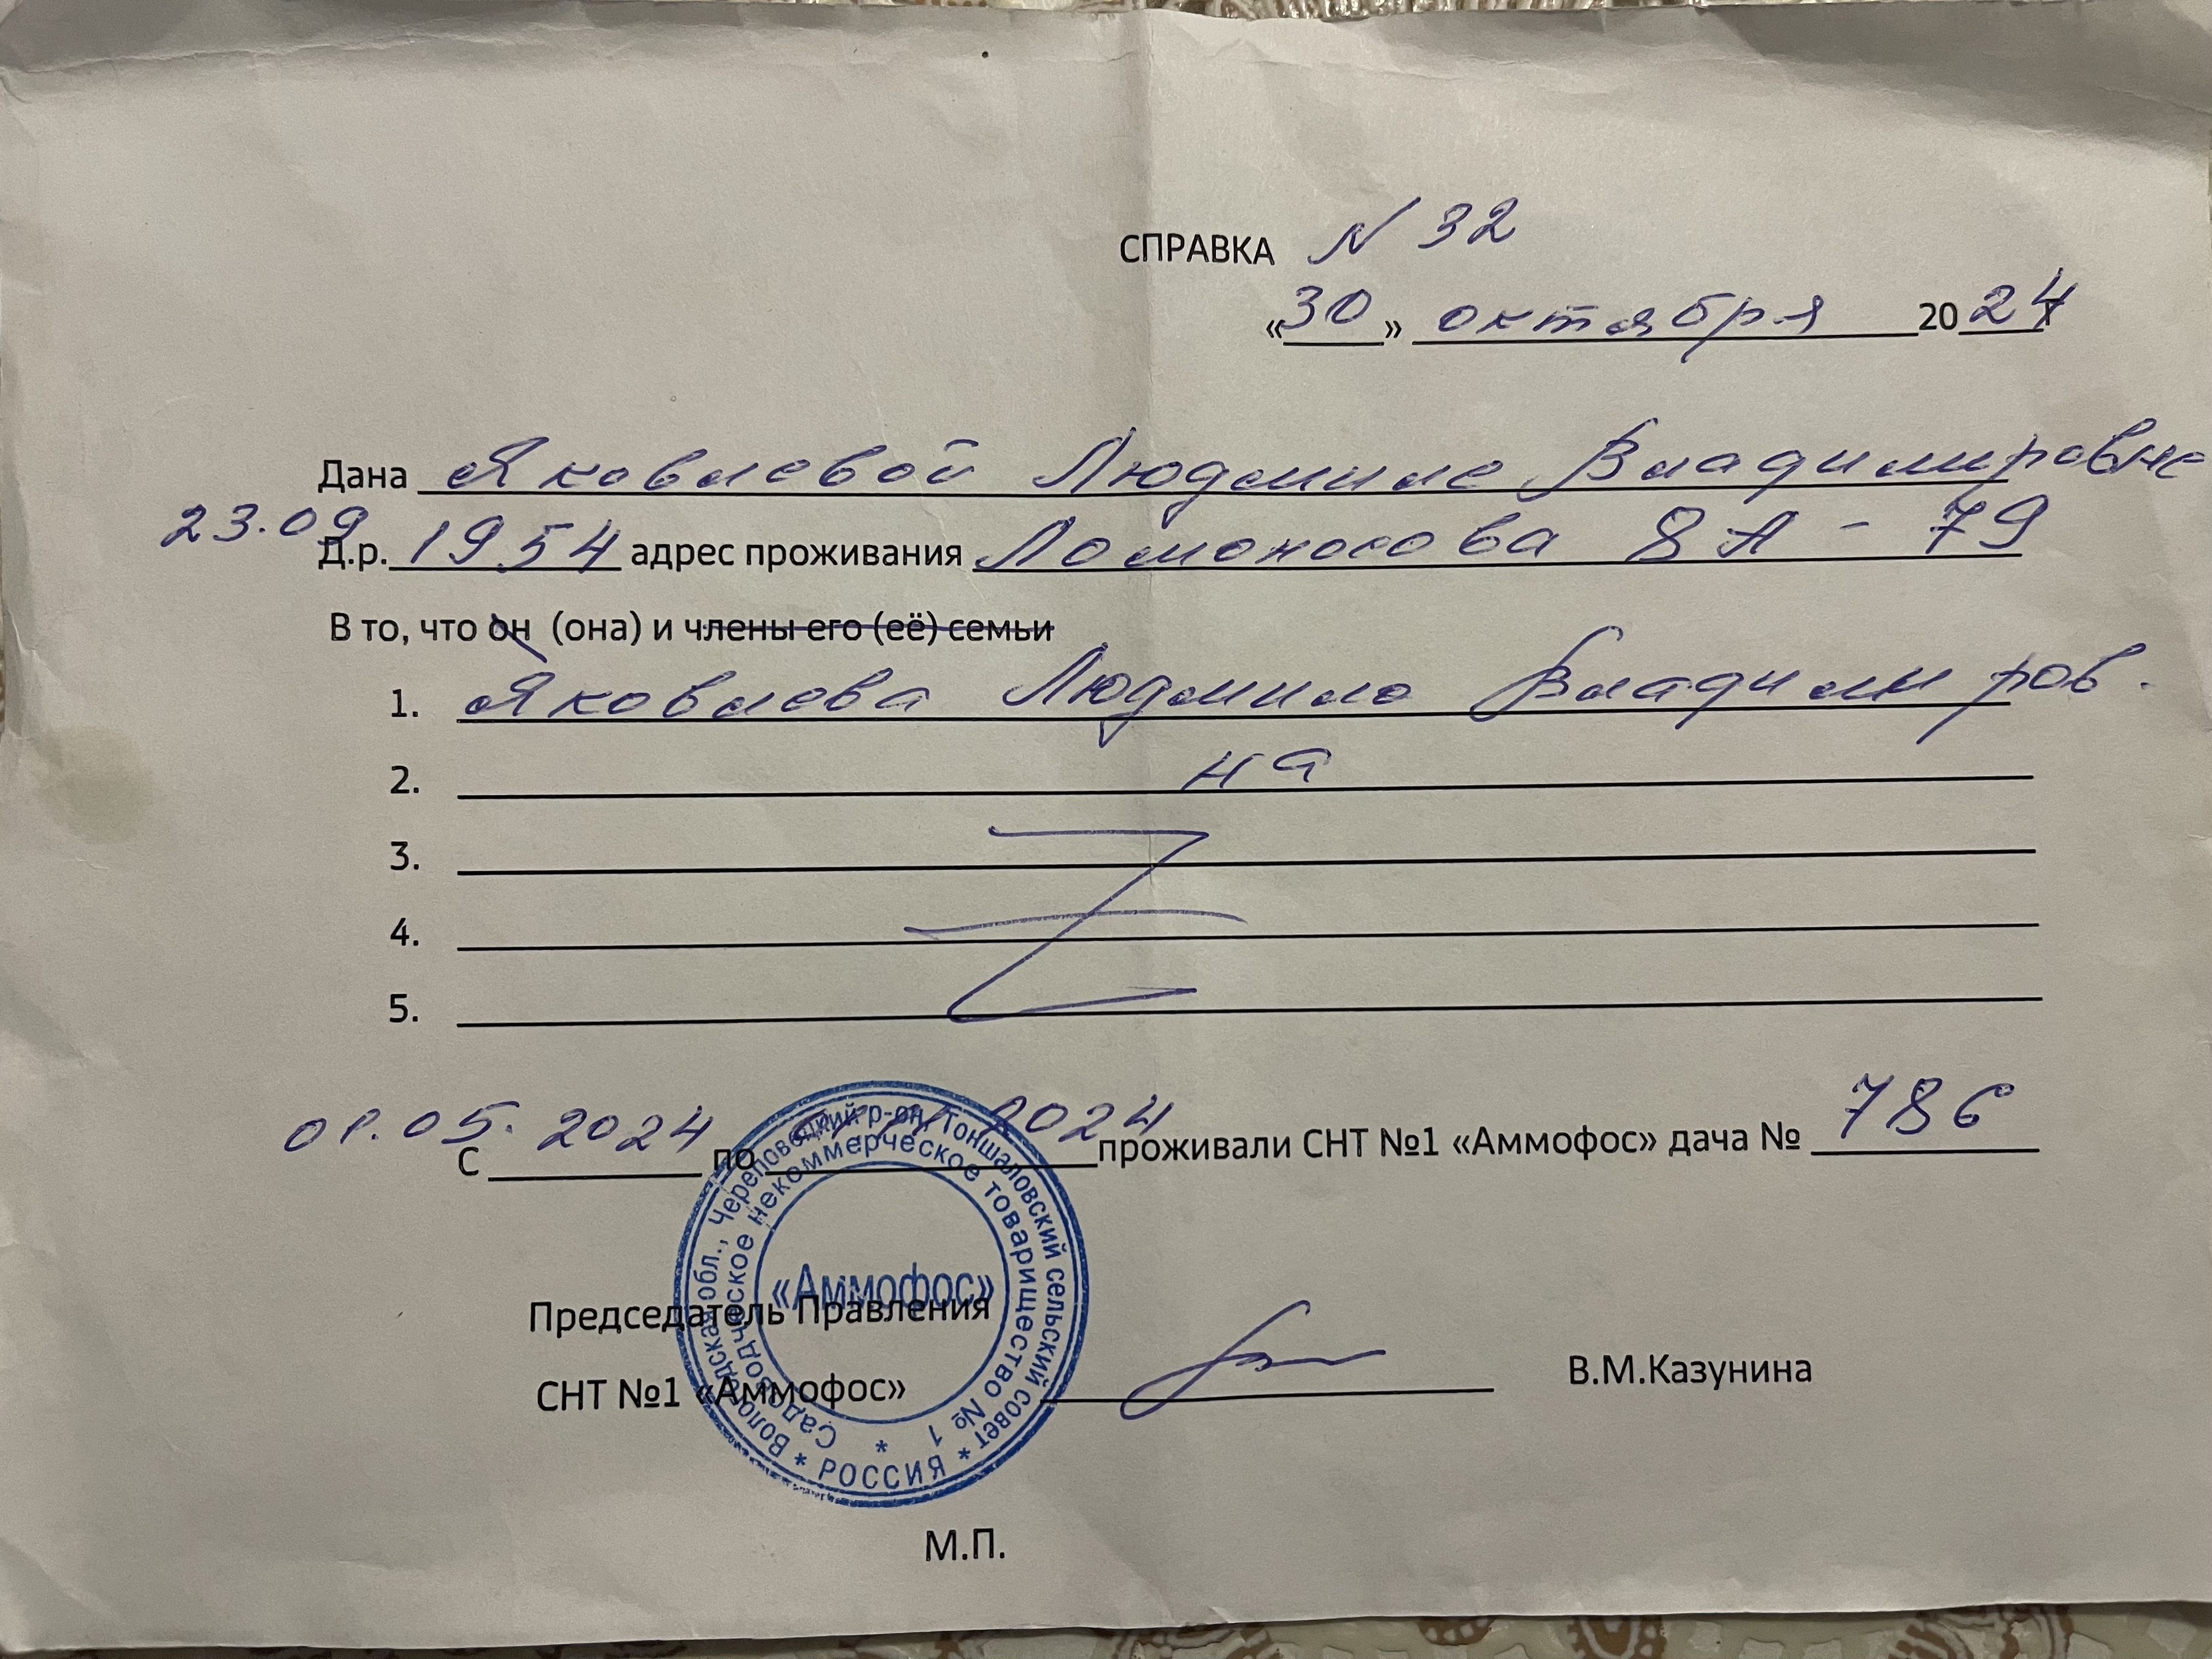 СПРАВКА N 32
«30» октября 2024
Дана Яковлевой Людмиле Владимировне
23.09
Д.р. 1954 адрес проживания Ломоносова 8А - 79
В то, что он (она) и члены его (её) семьи
1. Яковлева Людмила Владимиров.
2. на
3.
4.
5.
С 01.05.2024 по 2024 проживали СНТ №1 «Аммофос» дача № 786
Председатель Правления
СНТ №1 «Аммофос» В.М.Казунина
М.П.
Вологодская обл., Череповецкий р-он, Тоншаловский сельский совет * РОССИЯ *
Садоводческое некоммерческое товарищество № 1 *
«Аммофос»